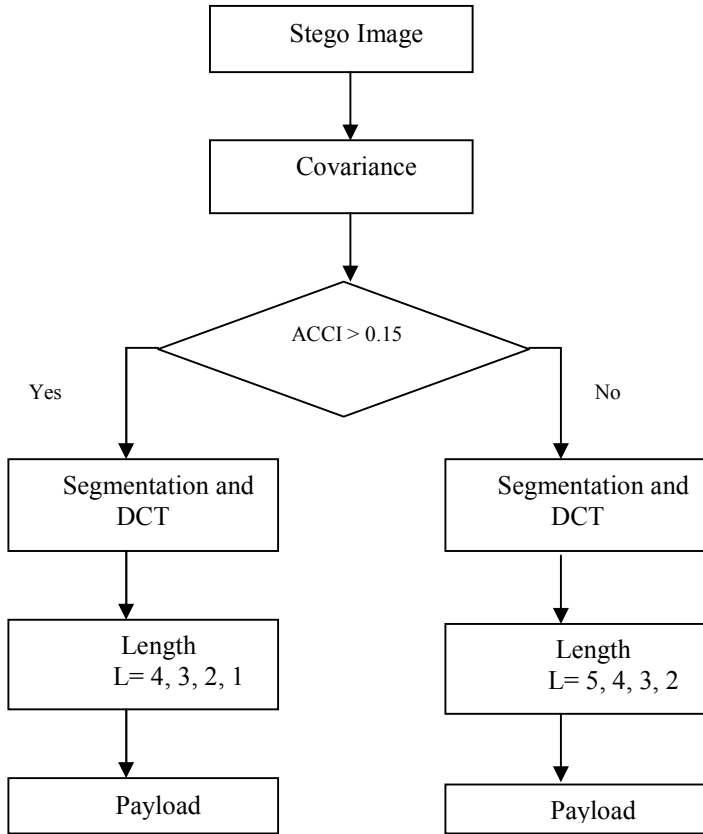 Stego Image
Covariance
ACCI > 0.15
Yes
No
Segmentation and
DCT
Segmentation and
DCT
Length
L= 4, 3, 2, 1
Length
L= 5, 4, 3, 2
Payload
Payload